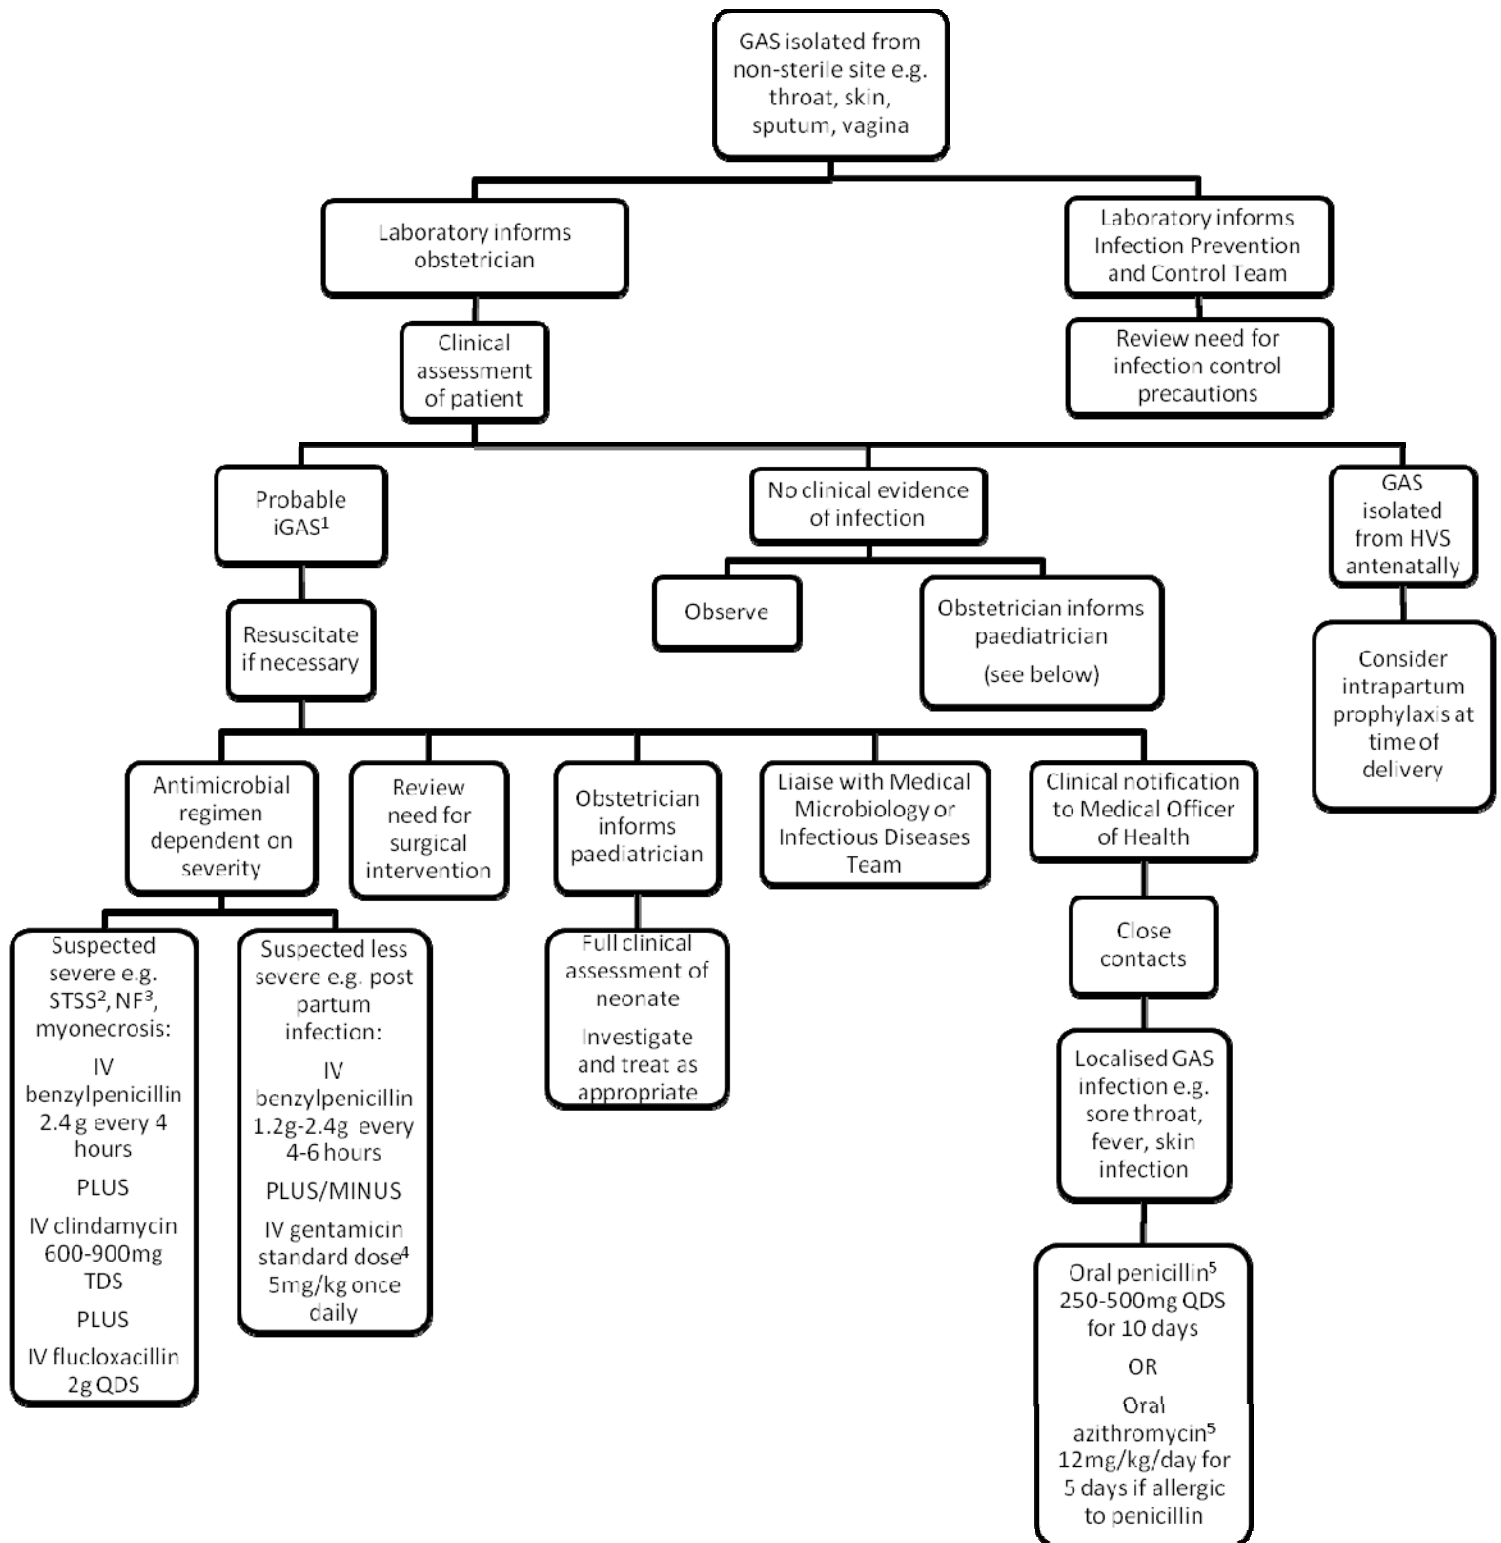 GAS isolated from
non-sterile site e.g.
throat, skin,
sputum, vagina
Laboratory informs
obstetrician
Laboratory informs
Infection Prevention
and Control Team
Clinical
assessment
of patient
Review need for
infection control
precautions
Probable
iGAS¹
No clinical evidence
of infection
GAS
isolated
from HVS
antenatally
Resuscitate
if necessary
Observe
Obstetrician informs
paediatrician
(see below)
Consider
intrapartum
prophylaxis at
time of
delivery
Antimicrobial
regimen
dependent on
severity
Review
need for
surgical
intervention
Obstetrician
informs
paediatrician
Liaise with Medical
Microbiology or
Infectious Diseases
Team
Clinical notification
to Medical Officer
of Health
Suspected
severe e.g.
STSS², NF³,
myonecrosis:
IV
benzylpenicillin
2.4g every 4
hours
PLUS
IV clindamycin
600-900mg
TDS
PLUS
IV flucloxacillin
2g QDS
Suspected less
severe e.g. post
partum
infection:
IV
benzylpenicillin
1.2g-2.4g every
4-6 hours
PLUS/MINUS
IV gentamicin
standard dose⁴
5mg/kg once
daily
Full clinical
assessment of
neonate
Investigate
and treat as
appropriate
Close
contacts
Localised GAS
infection e.g.
sore throat,
fever, skin
infection
Oral penicillin⁵
250-500mg QDS
for 10 days
OR
Oral
azithromycin⁵
12mg/kg/day for
5 days if allergic
to penicillin